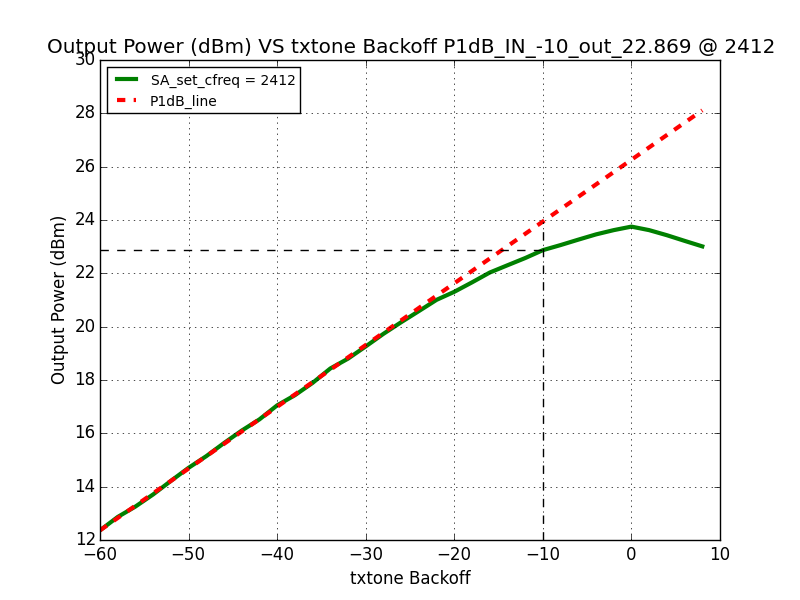 Output Power (dBm) VS txtone Backoff P1dB_IN_-10_out_22.869 @ 2412
SA_set_cfreq = 2412
P1dB_line
Output Power (dBm)
30
28
26
24
22
20
18
16
14
12
−60 −50 −40 −30 −20 −10 0 10
txtone Backoff